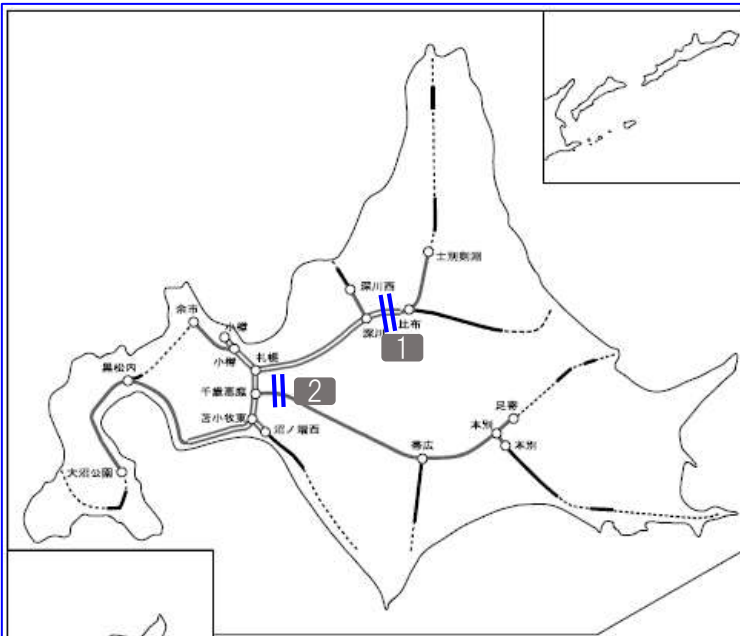 士別剣淵
深川西
余市
小樽
深川
比布
1
小樽
札幌
黒松内
千歳恵庭
2
苫小牧東
足寄
沼ノ端西
本別
帯広
本別
大沼公園